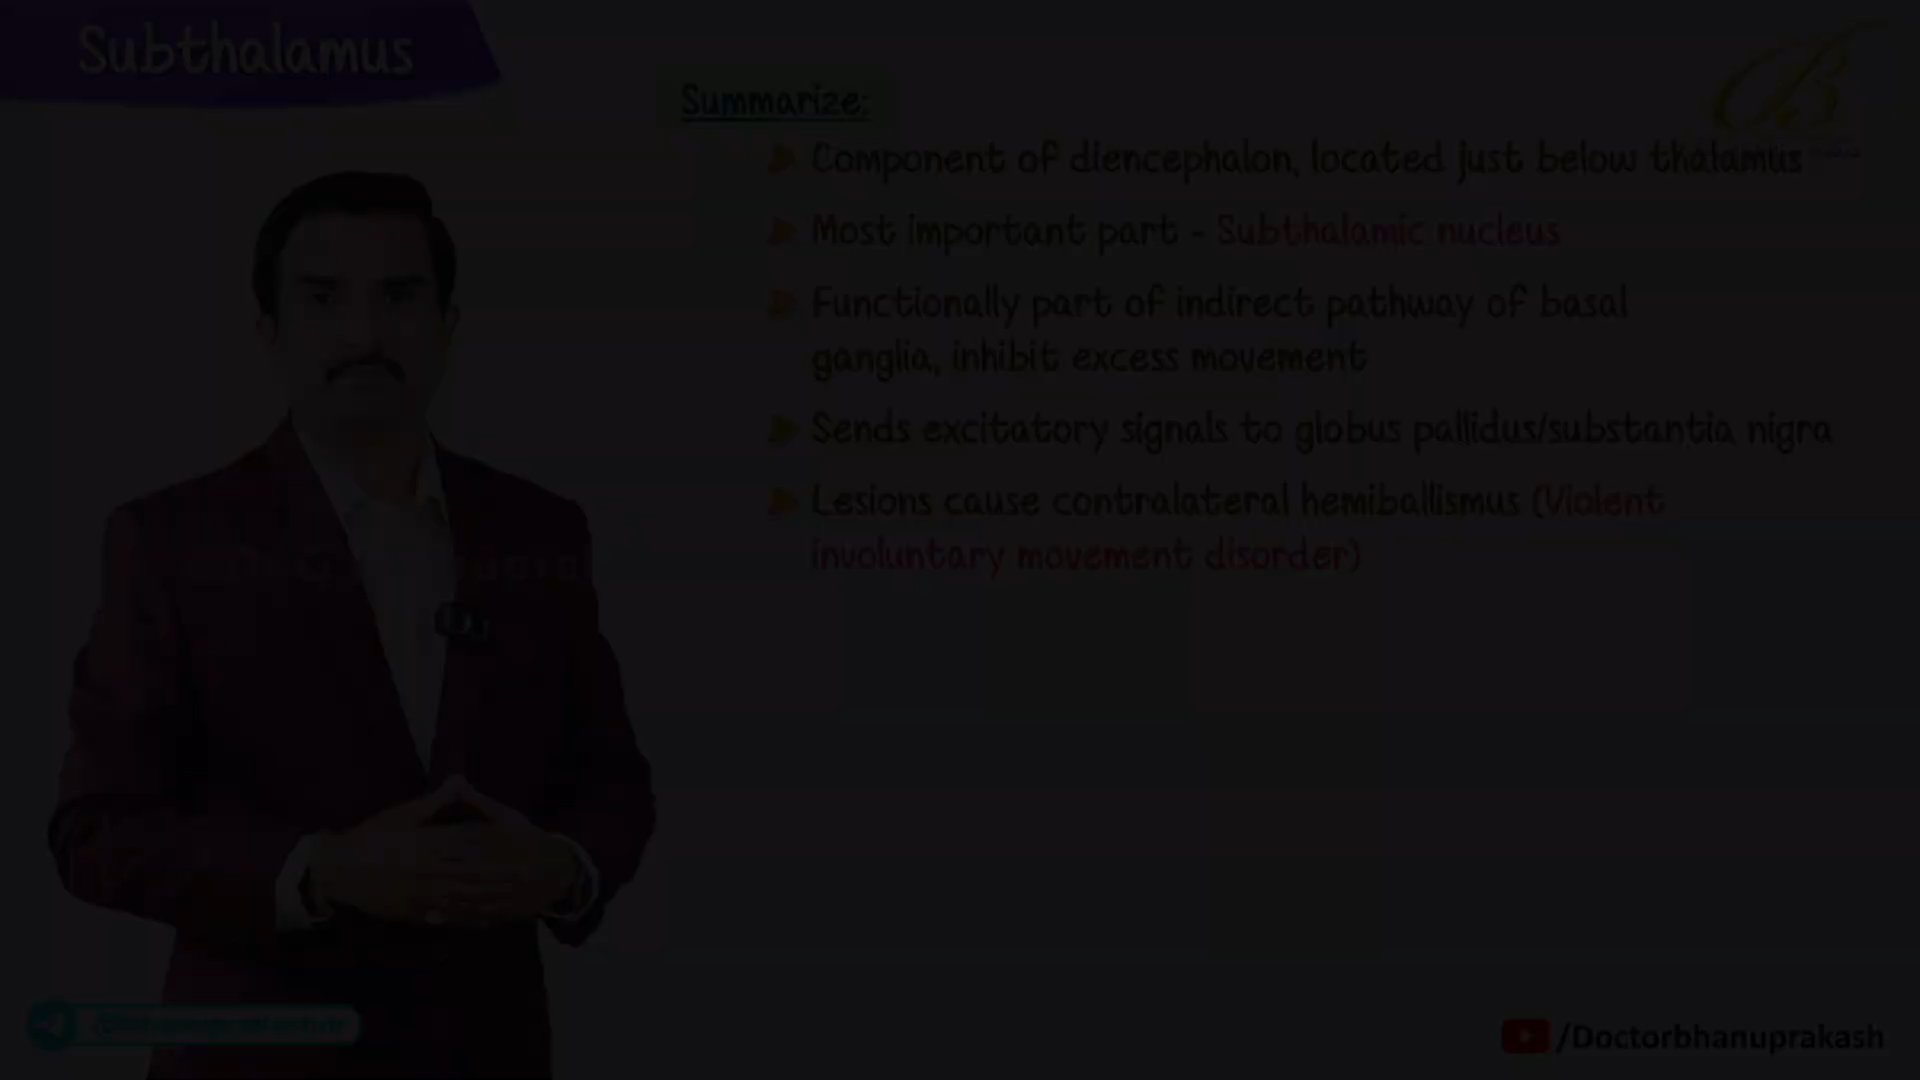 Subthalamus
Summarize:
Component of diencephalon, located just below thalamus
Most important part - Subthalamic nucleus
Functionally part of indirect pathway of basal
ganglia, inhibit excess movement
Sends excitatory signals to globus pallidus/substantia nigra
Lesions cause contralateral hemiballismus (Violent
involuntary movement disorder)
/Doctorbhanuprakash